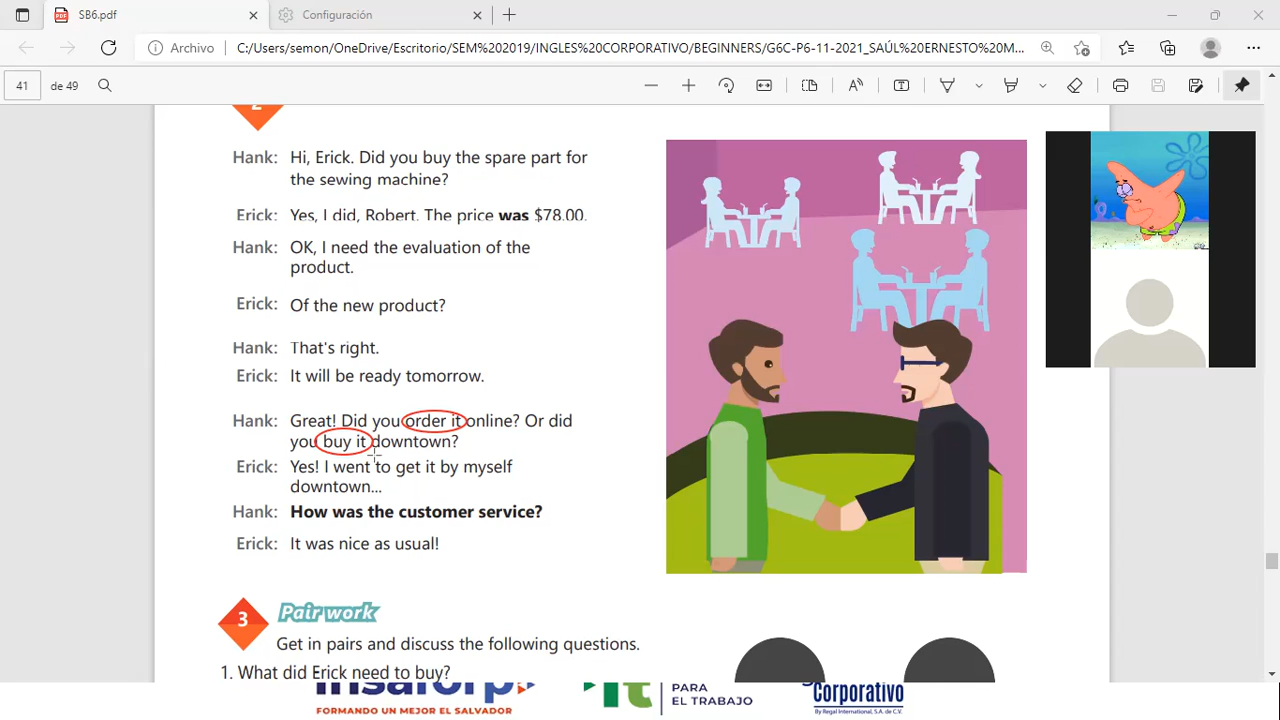 SB6.pdf
Configuración
Archivo
C:/Users/semon/OneDrive/Escritorio/SEM%202019/INGLES%20CORPORATIVO/BEGINNERS/G6C-P6-11-2021_SAÚL%20ERNESTO%20M...
41 de 49
2
Hank: Hi, Erick. Did you buy the spare part for
the sewing machine?
Erick: Yes, I did, Robert. The price was $78.00.
Hank: OK, I need the evaluation of the
product.
Erick: Of the new product?
Hank: That's right.
Erick: It will be ready tomorrow.
Hank: Great! Did you order it online? Or did
you buy it downtown?
Erick: Yes! I went to get it by myself
downtown...
Hank: How was the customer service?
Erick: It was nice as usual!
3 Pair work
Get in pairs and discuss the following questions.
1. What did Erick need to buy?
insaforp
FORMANDO UN MEJOR EL SALVADOR
PARA
EL TRABAJO
Corporativo
By Regal International, S.A. de C.V.